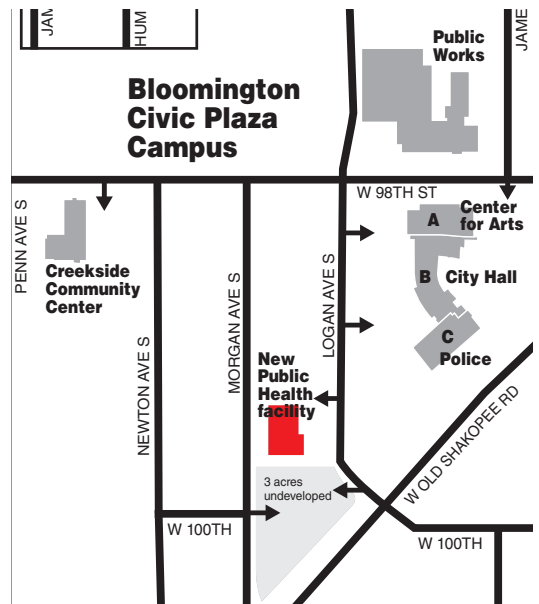 JAM
HUM
JAME
Public
Works
Bloomington
Civic Plaza
Campus
W 98TH ST
PENN AVE S
A
Center
for Arts
Creekside
Community
Center
B
City Hall
C
Police
NEWTON AVE S
MORGAN AVE S
LOGAN AVE S
New
Public
Health
facility
W OLD SHAKOPEE RD
3 acres
undeveloped
W 100TH
W 100TH